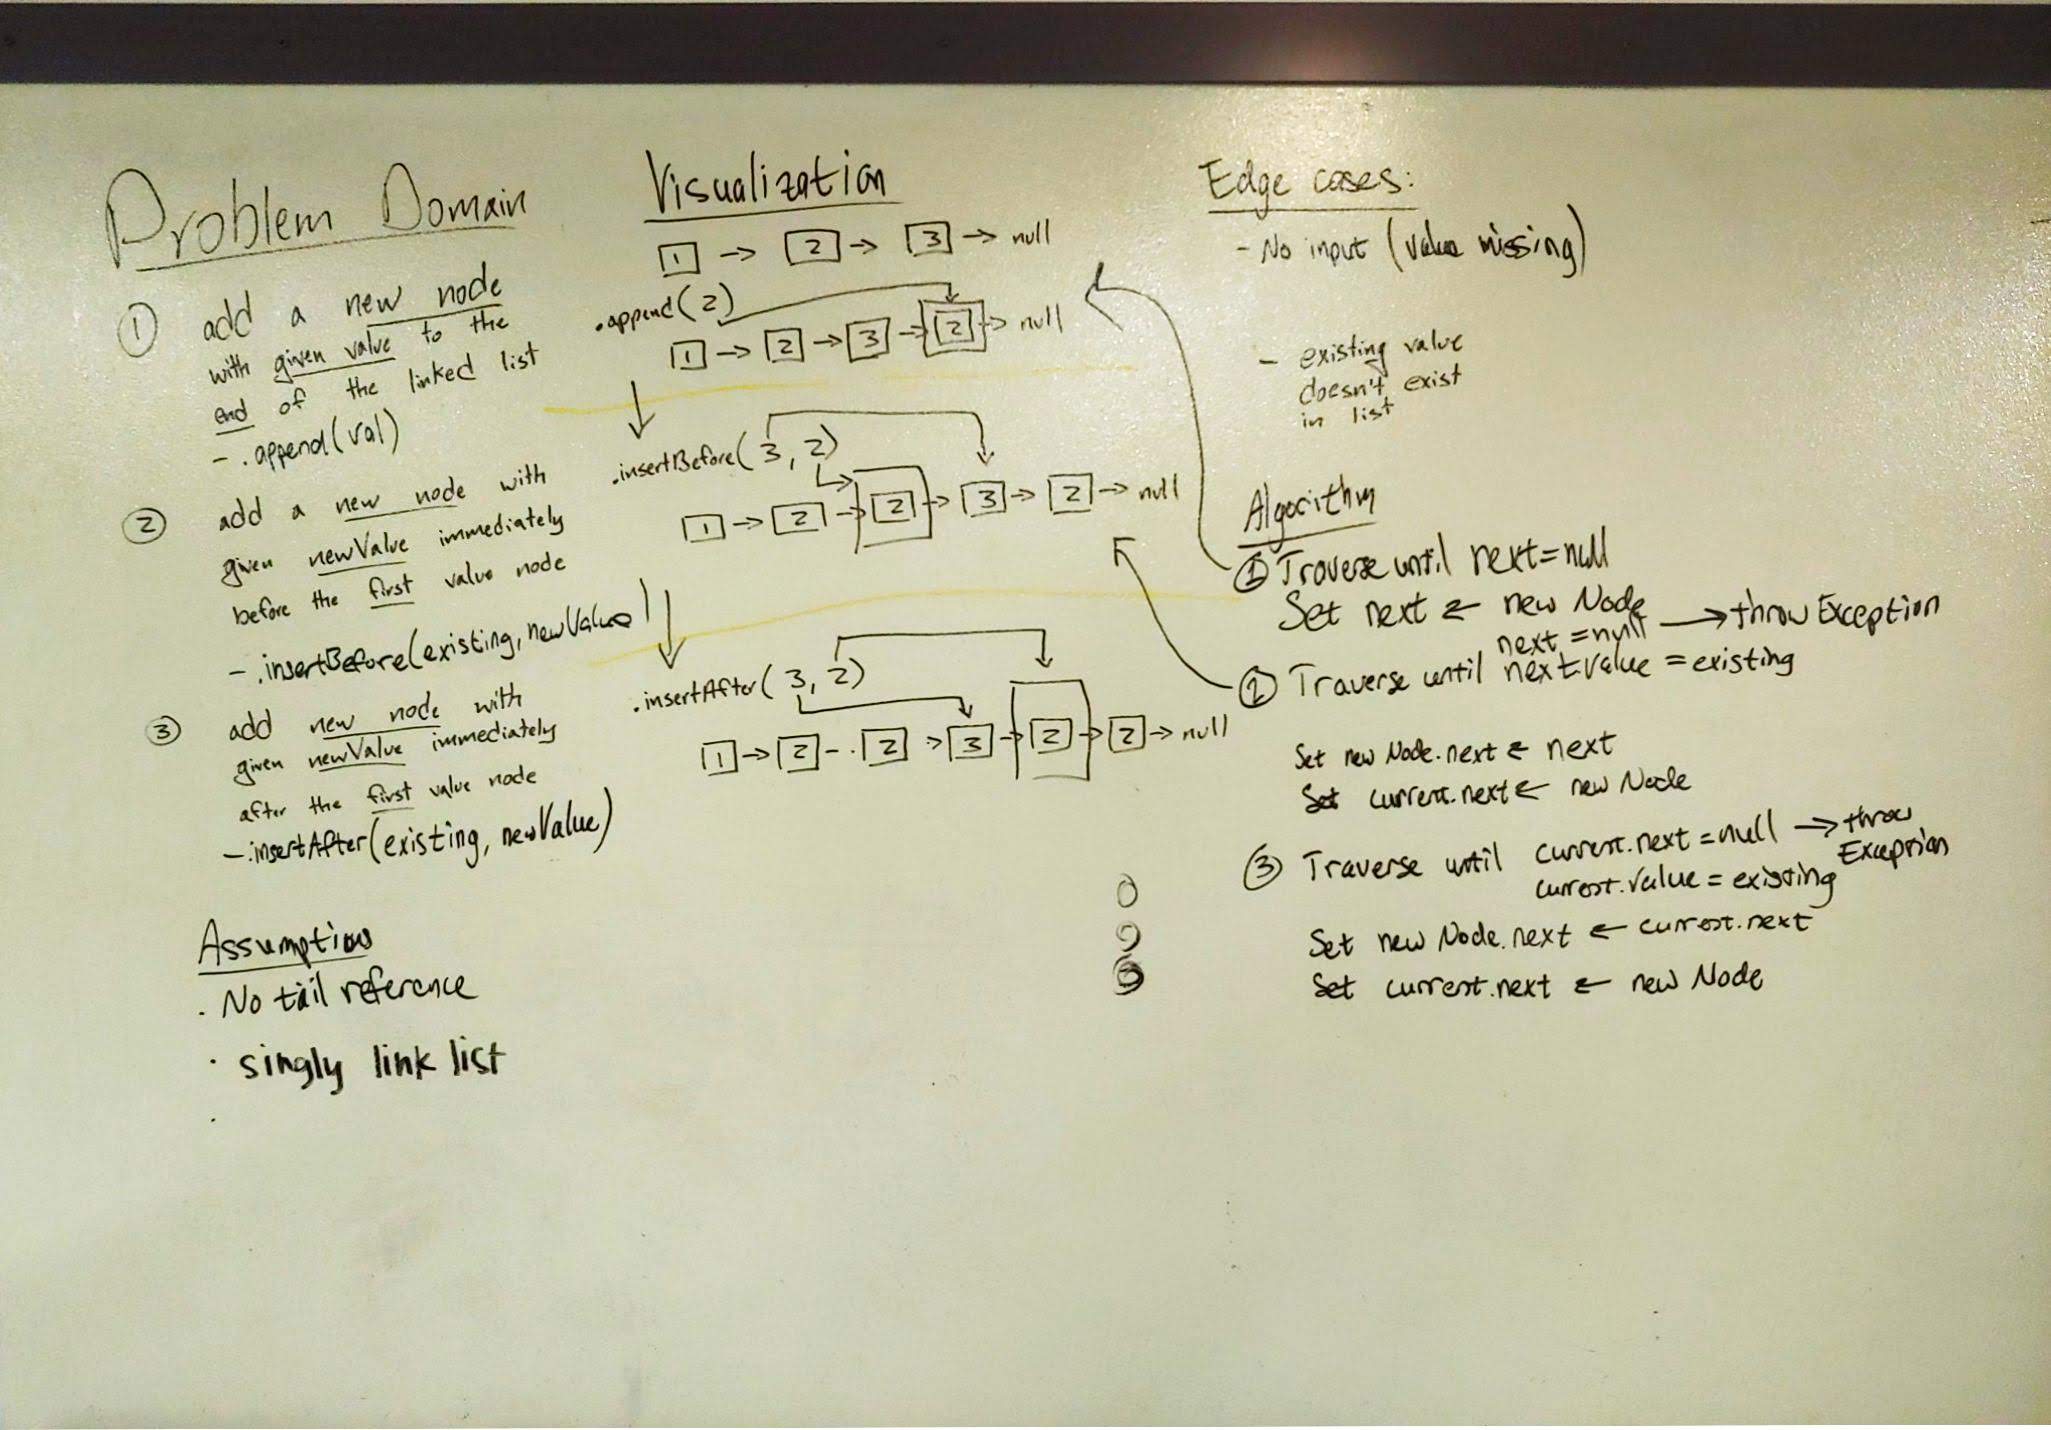 Problem Domain
① add a new node
with given value to the
end of the linked list
- .append(val)
② add a new node with
given newValue immediately
before the first value node
- .insertBefore(existing, newValue)
③ add new node with
given newValue immediately
after the first value node
- .insertAfter(existing, newValue)
Assumptions
. No tail reference
· singly link list
·
Visualization
1 → 2 → 3 → null
.append(2)
1 → 2 → 3 → 2 → null
.insertBefore(3, 2)
1 → 2 → 2 → 3 → 2 → null
.insertAfter(3, 2)
1 → 2 - . 2 > 3 → 2 → 2 → null
Edge cases:
- No input (value missing)
- existing value
doesn't exist
in list
Algorithm
① Traverse until next=null
Set next ← new Node
next = null → throw Exception
② Traverse until next.value = existing
Set new Node.next ← next
Set current.next ← new Node
③ Traverse until current.next = null → throw
Exception
current.value = existing
Set new Node.next ← current.next
Set current.next ← new Node